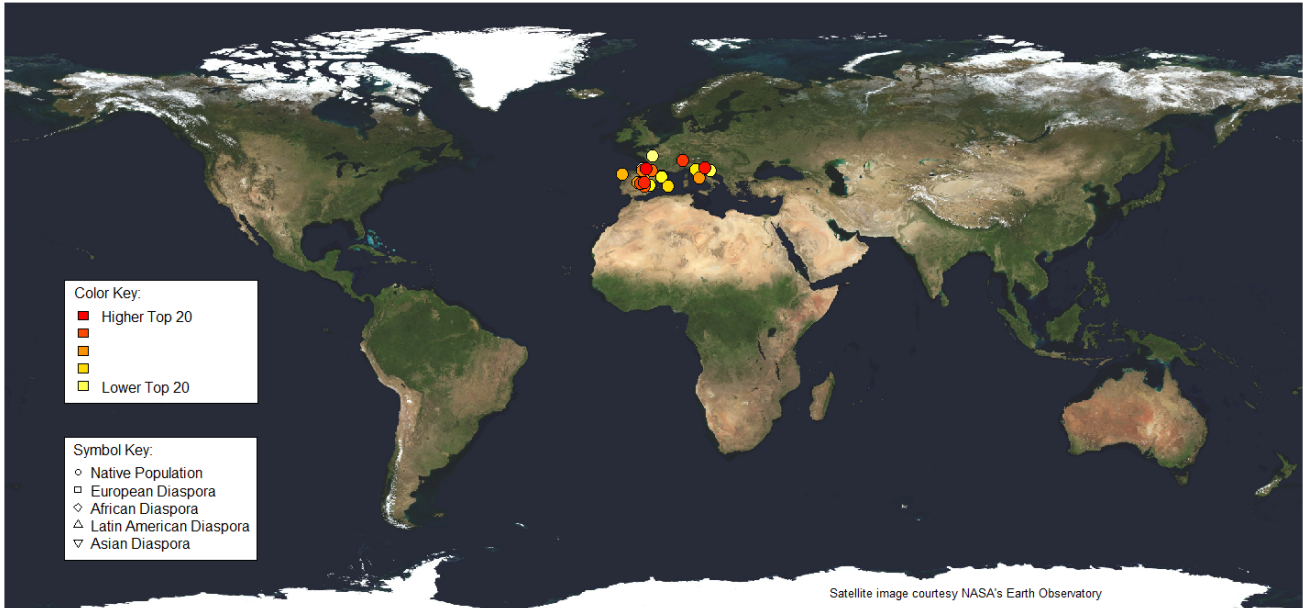 Color Key:
Higher Top 20
Lower Top 20
Symbol Key:
Native Population
European Diaspora
African Diaspora
Latin American Diaspora
Asian Diaspora
Satellite image courtesy NASA's Earth Observatory